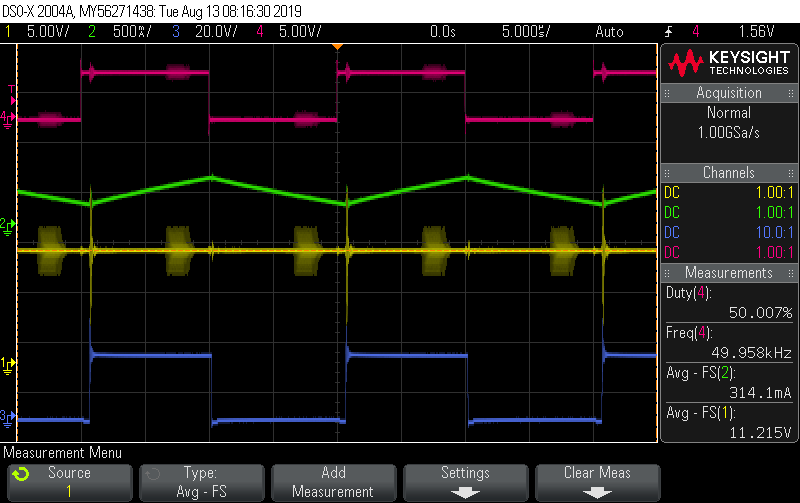 DSO-X 2004A, MY56271438: Tue Aug 13 08:16:30 2019
1 5.00V/ 2 500mA/ 3 20.0V/ 4 5.00V/ 0.0s 5.000us/ Auto 4 1.56V
KEYSIGHT
TECHNOLOGIES
Acquisition
Normal
1.00GSa/s
Channels
DC 1.00:1
DC 1.00:1
DC 10.0:1
DC 1.00:1
Measurements
Duty(4):
50.007%
Freq(4):
49.958kHz
Avg - FS(2):
314.1mA
Avg - FS(1):
11.215V
T
4
2
1
3
Measurement Menu
Source
1
Type:
Avg - FS
Add
Measurement
Settings
Clear Meas